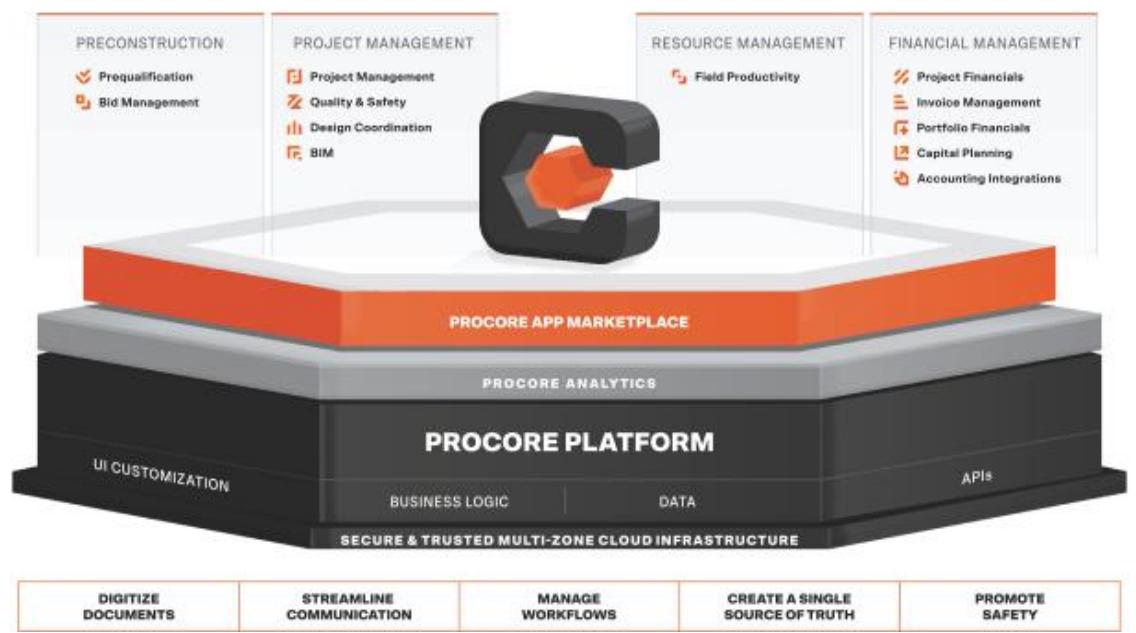 PRECONSTRUCTION
Prequalification
Bid Management
PROJECT MANAGEMENT
Project Management
Quality & Safety
Design Coordination
BIM
RESOURCE MANAGEMENT
Field Productivity
FINANCIAL MANAGEMENT
Project Financials
Invoice Management
Portfolio Financials
Capital Planning
Accounting Integrations
PROCORE APP MARKETPLACE
PROCORE ANALYTICS
PROCORE PLATFORM
UI CUSTOMIZATION
BUSINESS LOGIC
DATA
APIs
SECURE & TRUSTED MULTI-ZONE CLOUD INFRASTRUCTURE
DIGITIZE
DOCUMENTS
STREAMLINE
COMMUNICATION
MANAGE
WORKFLOWS
CREATE A SINGLE
SOURCE OF TRUTH
PROMOTE
SAFETY